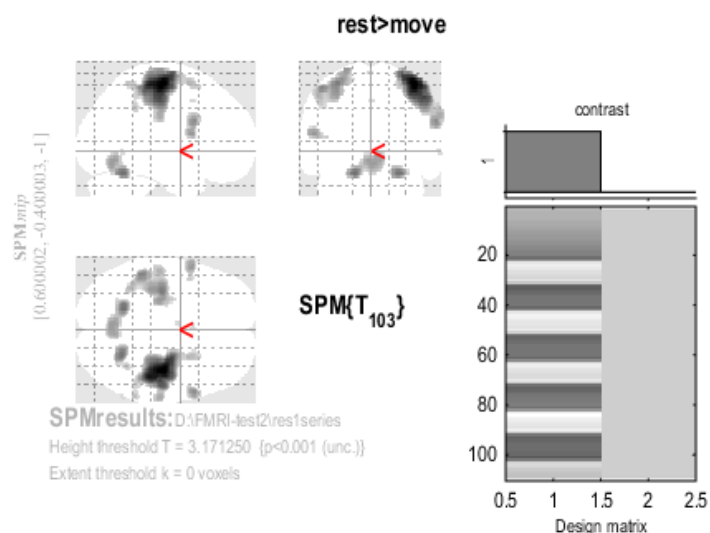 rest>move
SPMmip
[0.600002, -0.400003, -1]
<
<
<
SPM{T103}
contrast
1
20
40
60
80
100
0.5 1 1.5 2 2.5
Design matrix
SPMresults: D:\FMRI-test2\res1series
Height threshold T = 3.171250 {p<0.001 (unc.)}
Extent threshold k = 0 voxels